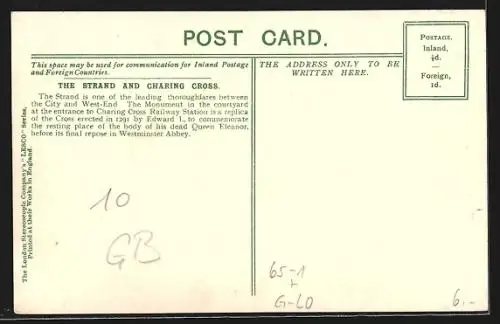 POST CARD.
POSTAGE.
Inland,
½d.
—
Foreign,
1d.
This space may be used for communication for Inland Postage
and Foreign Countries.
THE ADDRESS ONLY TO BE
WRITTEN HERE.
THE STRAND AND CHARING CROSS.
The Strand is one of the leading thoroughfares between
the City and West-End The Monument in the courtyard
at the entrance to Charing Cross Railway Station is a replica
of the Cross erected in 1291 by Edward I., to commemorate
the resting place of the body of his dead Queen Eleanor,
before its final repose in Westminster Abbey.
The London Stereoscopic Company's "LESCO" Series.
Printed at their Works in England.
10
GB
65-1
G-LO
6.-